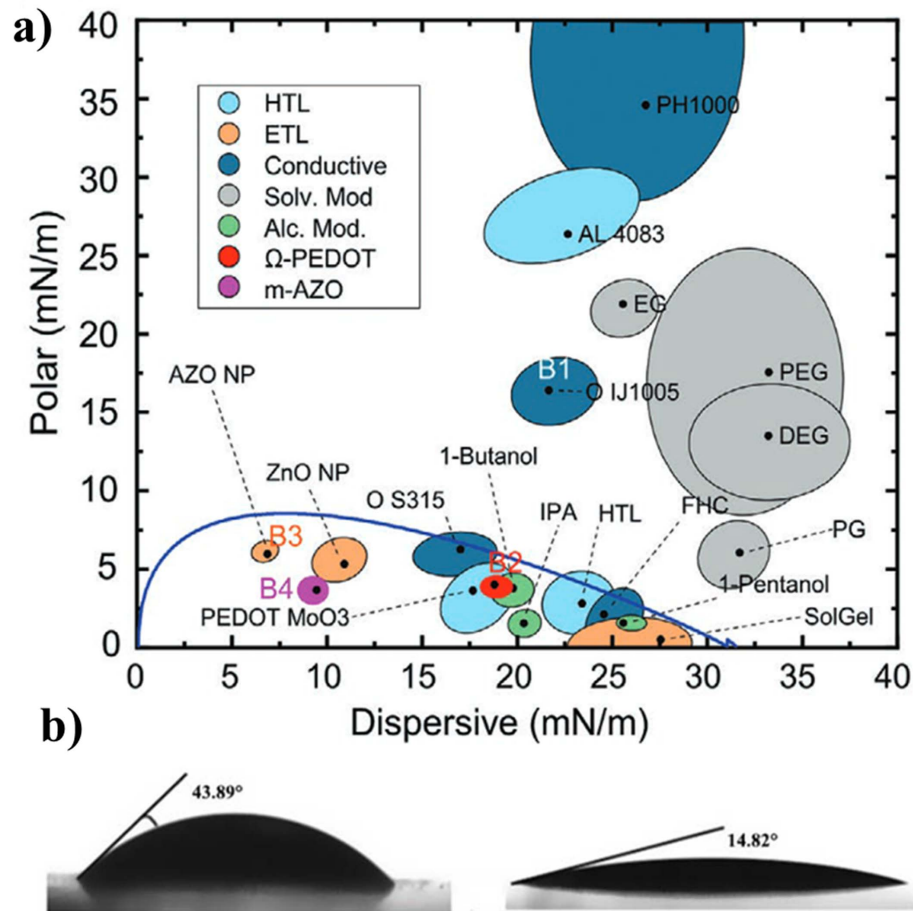 a)
40
35
30
25
20
15
10
5
0
Polar (mN/m)
HTL
ETL
Conductive
Solv. Mod
Alc. Mod.
Ω-PEDOT
m-AZO
PH1000
AL 4083
EG
B1
O IJ1005
PEG
DEG
AZO NP
1-Butanol
ZnO NP
O S315
IPA
HTL
FHC
PG
B3
B2
1-Pentanol
B4
PEDOT MoO3
SolGel
0 5 10 15 20 25 30 35 40
Dispersive (mN/m)
b)
43.89°
14.82°